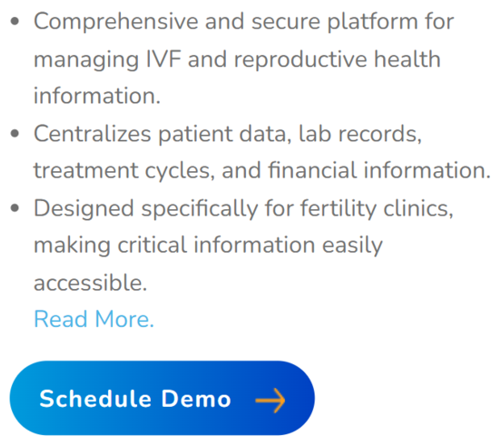 • Comprehensive and secure platform for
managing IVF and reproductive health
information.
• Centralizes patient data, lab records,
treatment cycles, and financial information.
• Designed specifically for fertility clinics,
making critical information easily
accessible.
Read More.
Schedule Demo →